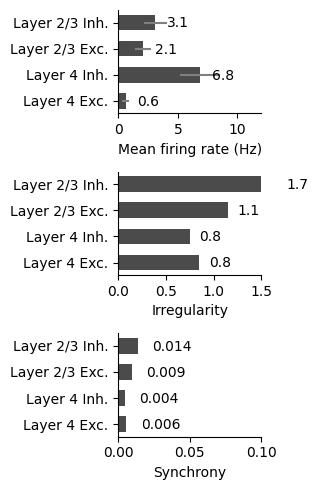 Layer 2/3 Inh. 3.1
Layer 2/3 Exc. 2.1
Layer 4 Inh. 6.8
Layer 4 Exc. 0.6
0 5 10
Mean firing rate (Hz)
Layer 2/3 Inh. 1.7
Layer 2/3 Exc. 1.1
Layer 4 Inh. 0.8
Layer 4 Exc. 0.8
0.0 0.5 1.0 1.5
Irregularity
Layer 2/3 Inh. 0.014
Layer 2/3 Exc. 0.009
Layer 4 Inh. 0.004
Layer 4 Exc. 0.006
0.00 0.05 0.10
Synchrony